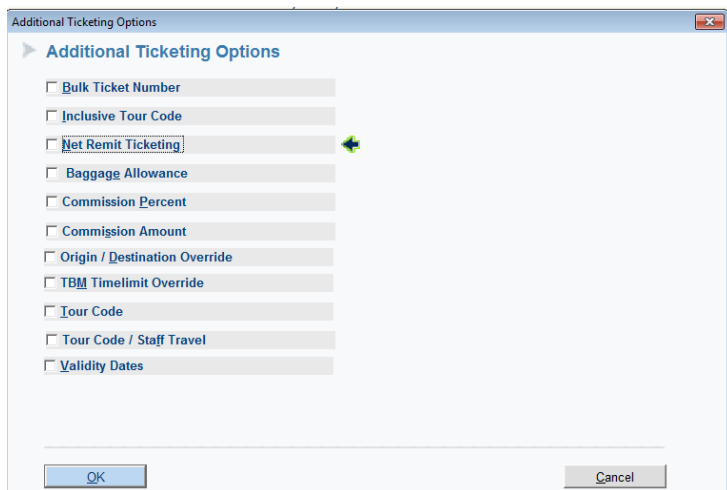 Additional Ticketing Options
Additional Ticketing Options
Bulk Ticket Number
Inclusive Tour Code
Net Remit Ticketing
Baggage Allowance
Commission Percent
Commission Amount
Origin / Destination Override
TBM Timelimit Override
Tour Code
Tour Code / Staff Travel
Validity Dates
OK
Cancel